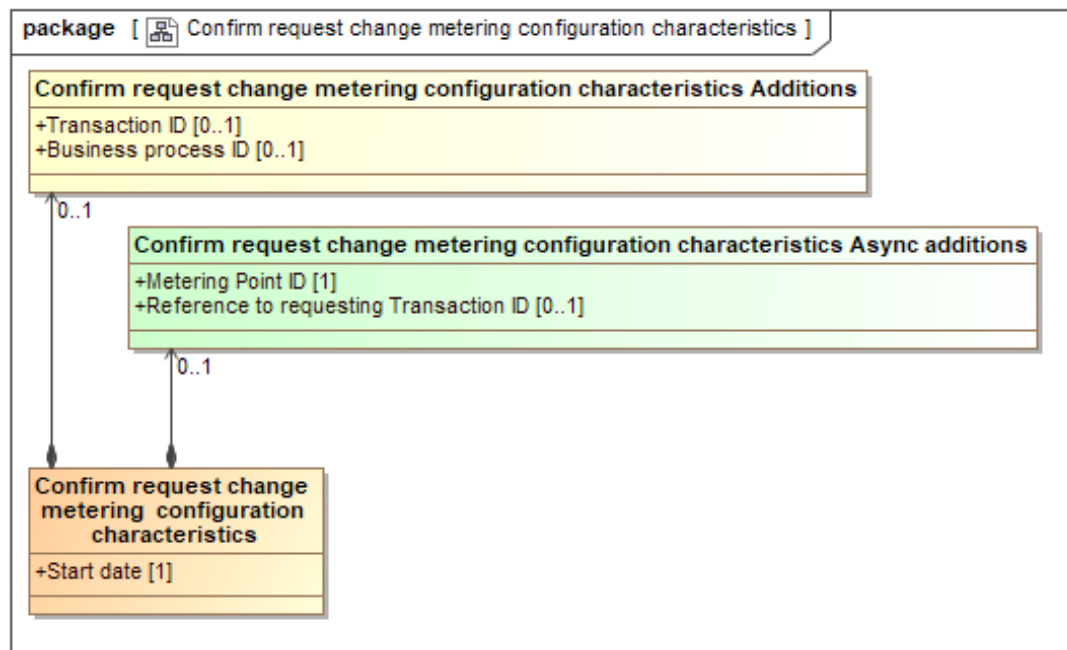 package [ Confirm request change metering configuration characteristics ]
Confirm request change metering configuration characteristics Additions
+Transaction ID [0..1]
+Business process ID [0..1]
0..1
Confirm request change metering configuration characteristics Async additions
+Metering Point ID [1]
+Reference to requesting Transaction ID [0..1]
0..1
Confirm request change
metering configuration
characteristics
+Start date [1]